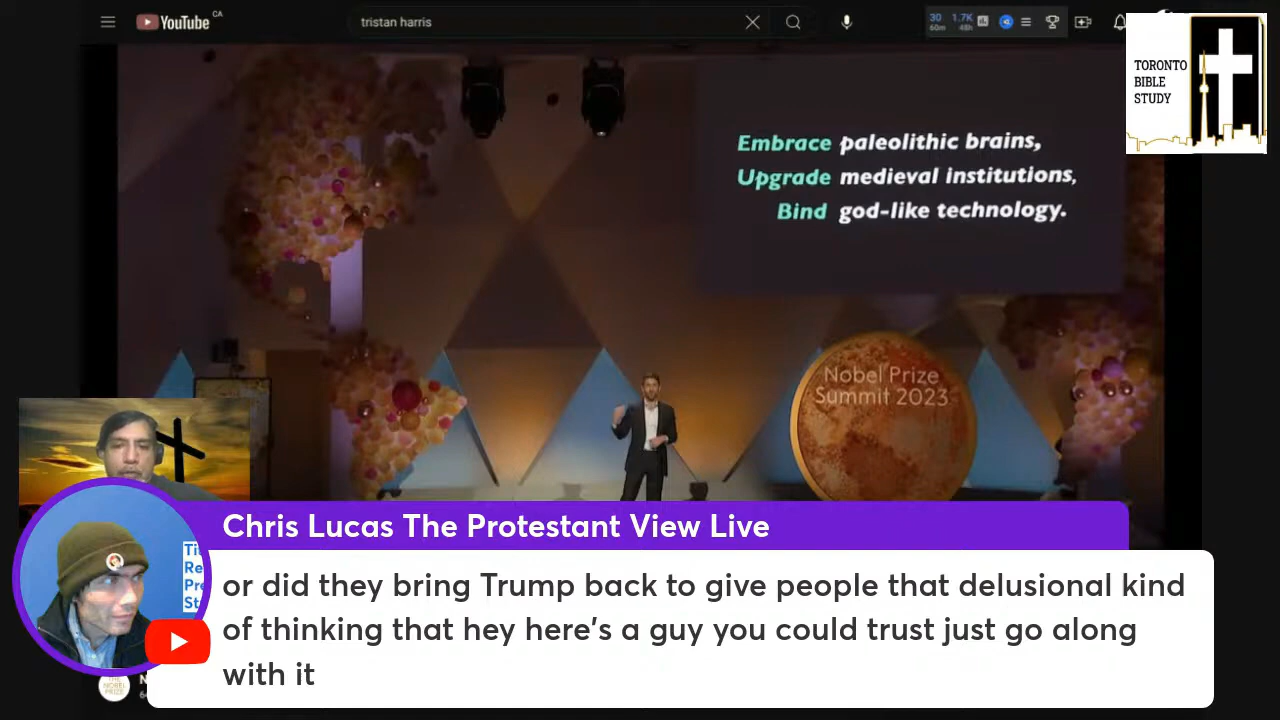 YouTube CA
tristan harris
30
60m
1.7K
48h
TORONTO
BIBLE
STUDY
Embrace paleolithic brains,
Upgrade medieval institutions,
Bind god-like technology.
Nobel Prize
Summit 2023
Chris Lucas The Protestant View Live
or did they bring Trump back to give people that delusional kind
of thinking that hey here's a guy you could trust just go along
with it